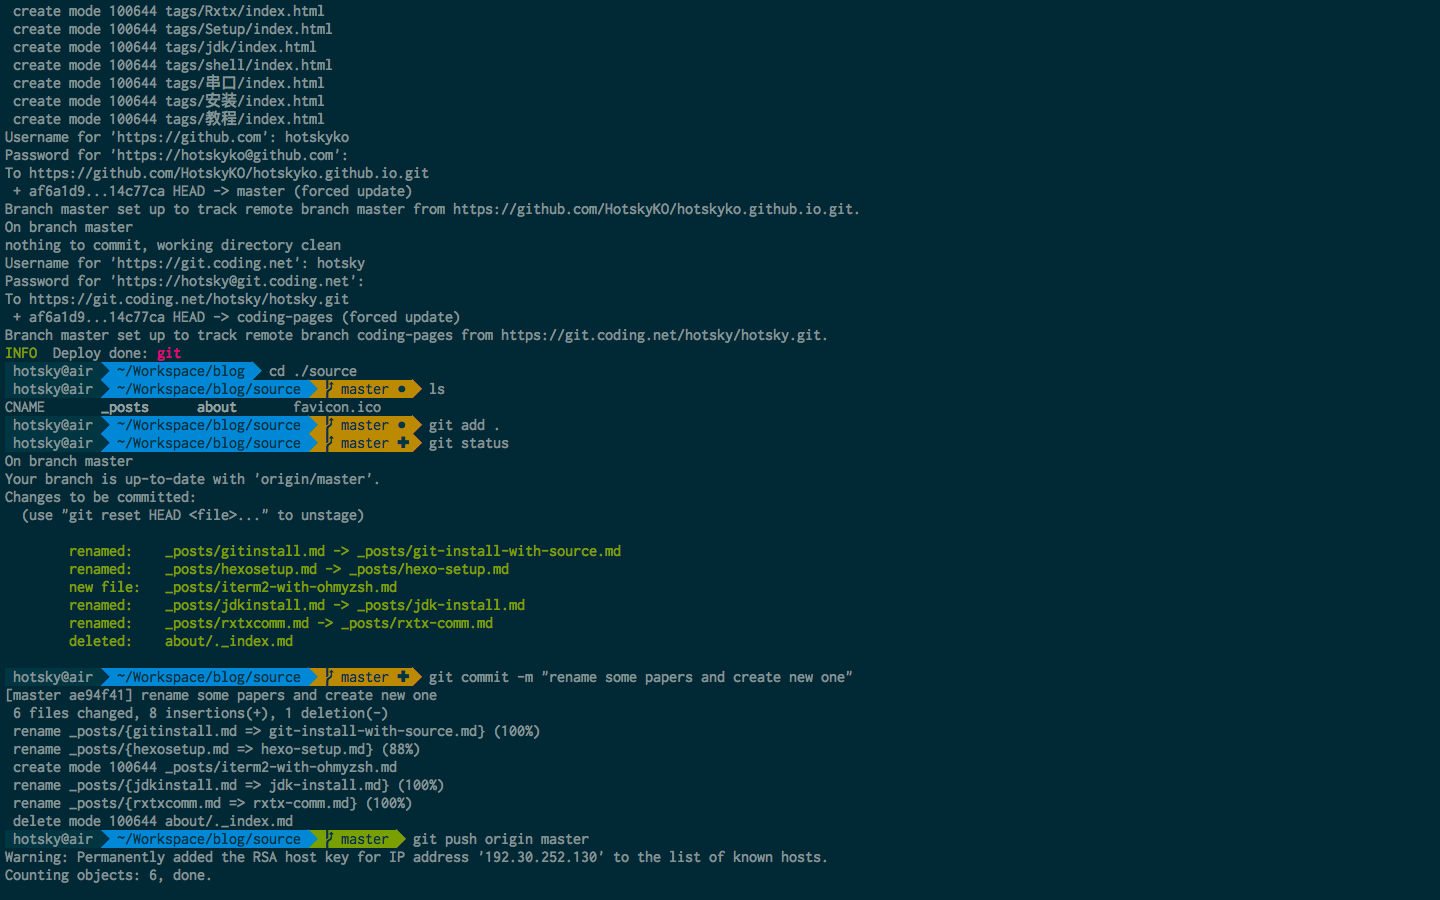 create mode 100644 tags/Rxtx/index.html
create mode 100644 tags/Setup/index.html
create mode 100644 tags/jdk/index.html
create mode 100644 tags/shell/index.html
create mode 100644 tags/串口/index.html
create mode 100644 tags/安装/index.html
create mode 100644 tags/教程/index.html
Username for 'https://github.com': hotskyko
Password for 'https://hotskyko@github.com':
To https://github.com/HotskyKO/hotskyko.github.io.git
+ af6a1d9...14c77ca HEAD -> master (forced update)
Branch master set up to track remote branch master from https://github.com/HotskyKO/hotskyko.github.io.git.
On branch master
nothing to commit, working directory clean
Username for 'https://git.coding.net': hotsky
Password for 'https://hotsky@git.coding.net':
To https://git.coding.net/hotsky/hotsky.git
+ af6a1d9...14c77ca HEAD -> coding-pages (forced update)
Branch master set up to track remote branch coding-pages from https://git.coding.net/hotsky/hotsky.git.
INFO  Deploy done: git
hotsky@air ~/Workspace/blog cd ./source
hotsky@air ~/Workspace/blog/source master ● ls
CNAME _posts about favicon.ico
hotsky@air ~/Workspace/blog/source master ● git add .
hotsky@air ~/Workspace/blog/source master ✚ git status
On branch master
Your branch is up-to-date with 'origin/master'.
Changes to be committed:
(use "git reset HEAD <file>..." to unstage)
renamed: _posts/gitinstall.md -> _posts/git-install-with-source.md
renamed: _posts/hexosetup.md -> _posts/hexo-setup.md
new file: _posts/iterm2-with-ohmyzsh.md
renamed: _posts/jdkinstall.md -> _posts/jdk-install.md
renamed: _posts/rxtxcomm.md -> _posts/rxtx-comm.md
deleted: about/._index.md
hotsky@air ~/Workspace/blog/source master ✚ git commit -m "rename some papers and create new one"
[master ae94f41] rename some papers and create new one
6 files changed, 8 insertions(+), 1 deletion(-)
rename _posts/{gitinstall.md => git-install-with-source.md} (100%)
rename _posts/{hexosetup.md => hexo-setup.md} (88%)
create mode 100644 _posts/iterm2-with-ohmyzsh.md
rename _posts/{jdkinstall.md => jdk-install.md} (100%)
rename _posts/{rxtxcomm.md => rxtx-comm.md} (100%)
delete mode 100644 about/._index.md
hotsky@air ~/Workspace/blog/source master git push origin master
Warning: Permanently added the RSA host key for IP address '192.30.252.130' to the list of known hosts.
Counting objects: 6, done.